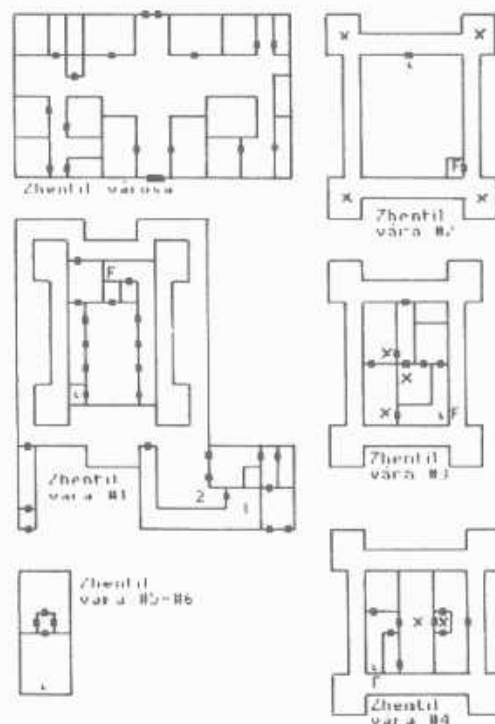 Zhentil városa
F
Zhentil
vára #2
F
Zhentil
vára #1
2
1
F
Zhentil
vára #3
Zhentil
vára #5-#6
Zhentil
vára #4